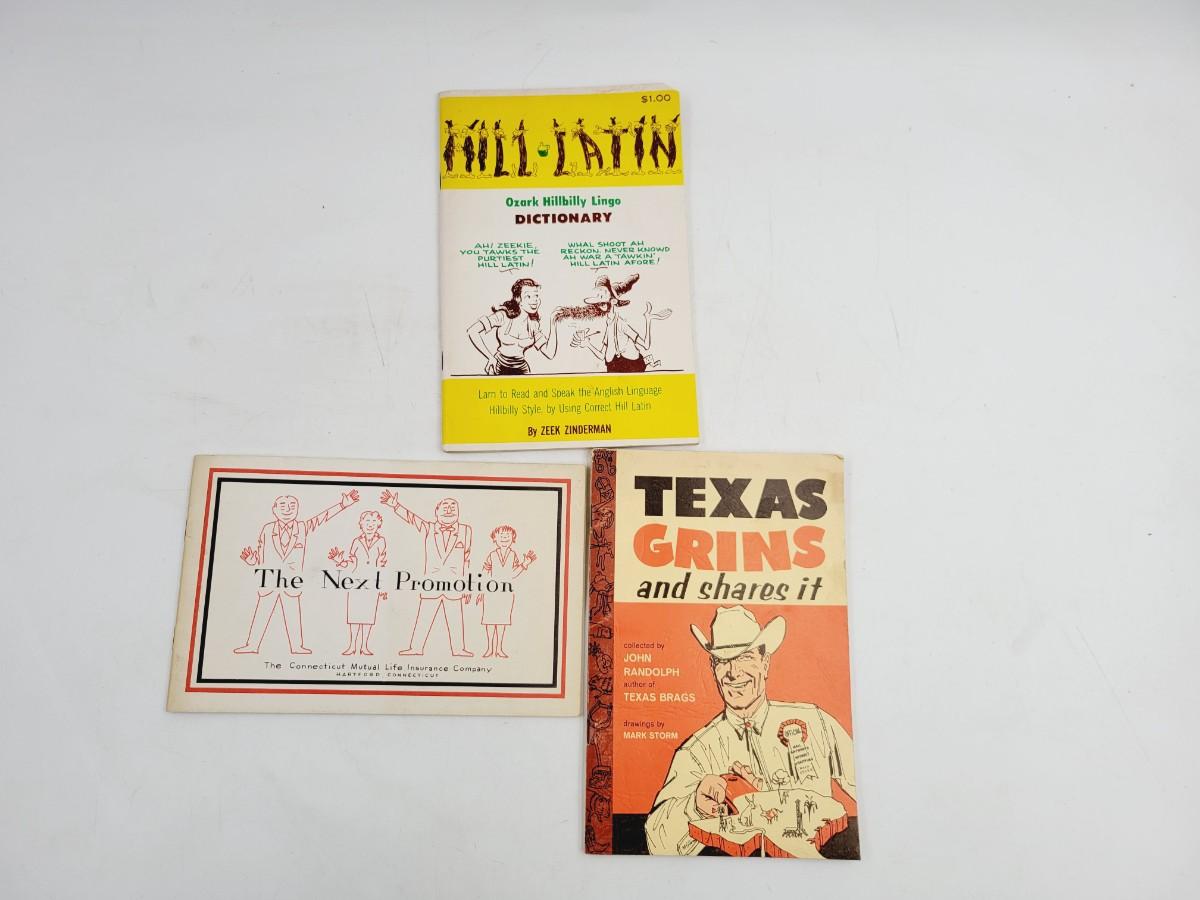 $1.00
HILL-LATIN
Ozark Hillbilly Lingo
DICTIONARY
AH! ZEEKIE,
YOU TAWKS THE
PURTIEST
HILL LATIN!
WHAL SHOOT AH
RECKON. NEVER KNOWD
AH WAR A TAWKIN'
HILL LATIN AFORE!
Larn to Read and Speak the Anglish Linguage
Hillbilly Style, by Using Correct Hill Latin
By ZEEK ZINDERMAN
The Next Promotion
The Connecticut Mutual Life Insurance Company
HARTFORD CONNECTICUT
TEXAS
GRINS
and shares it
collected by
JOHN
RANDOLPH
author of
TEXAS BRAGS
drawings by
MARK STORM
OFFICIAL